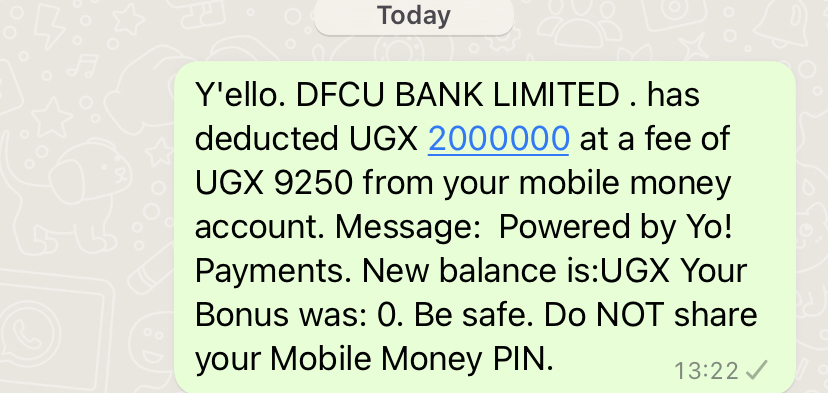 Today
Y'ello. DFCU BANK LIMITED . has
deducted UGX 2000000 at a fee of
UGX 9250 from your mobile money
account. Message:  Powered by Yo!
Payments. New balance is:UGX Your
Bonus was: 0. Be safe. Do NOT share
your Mobile Money PIN.
13:22